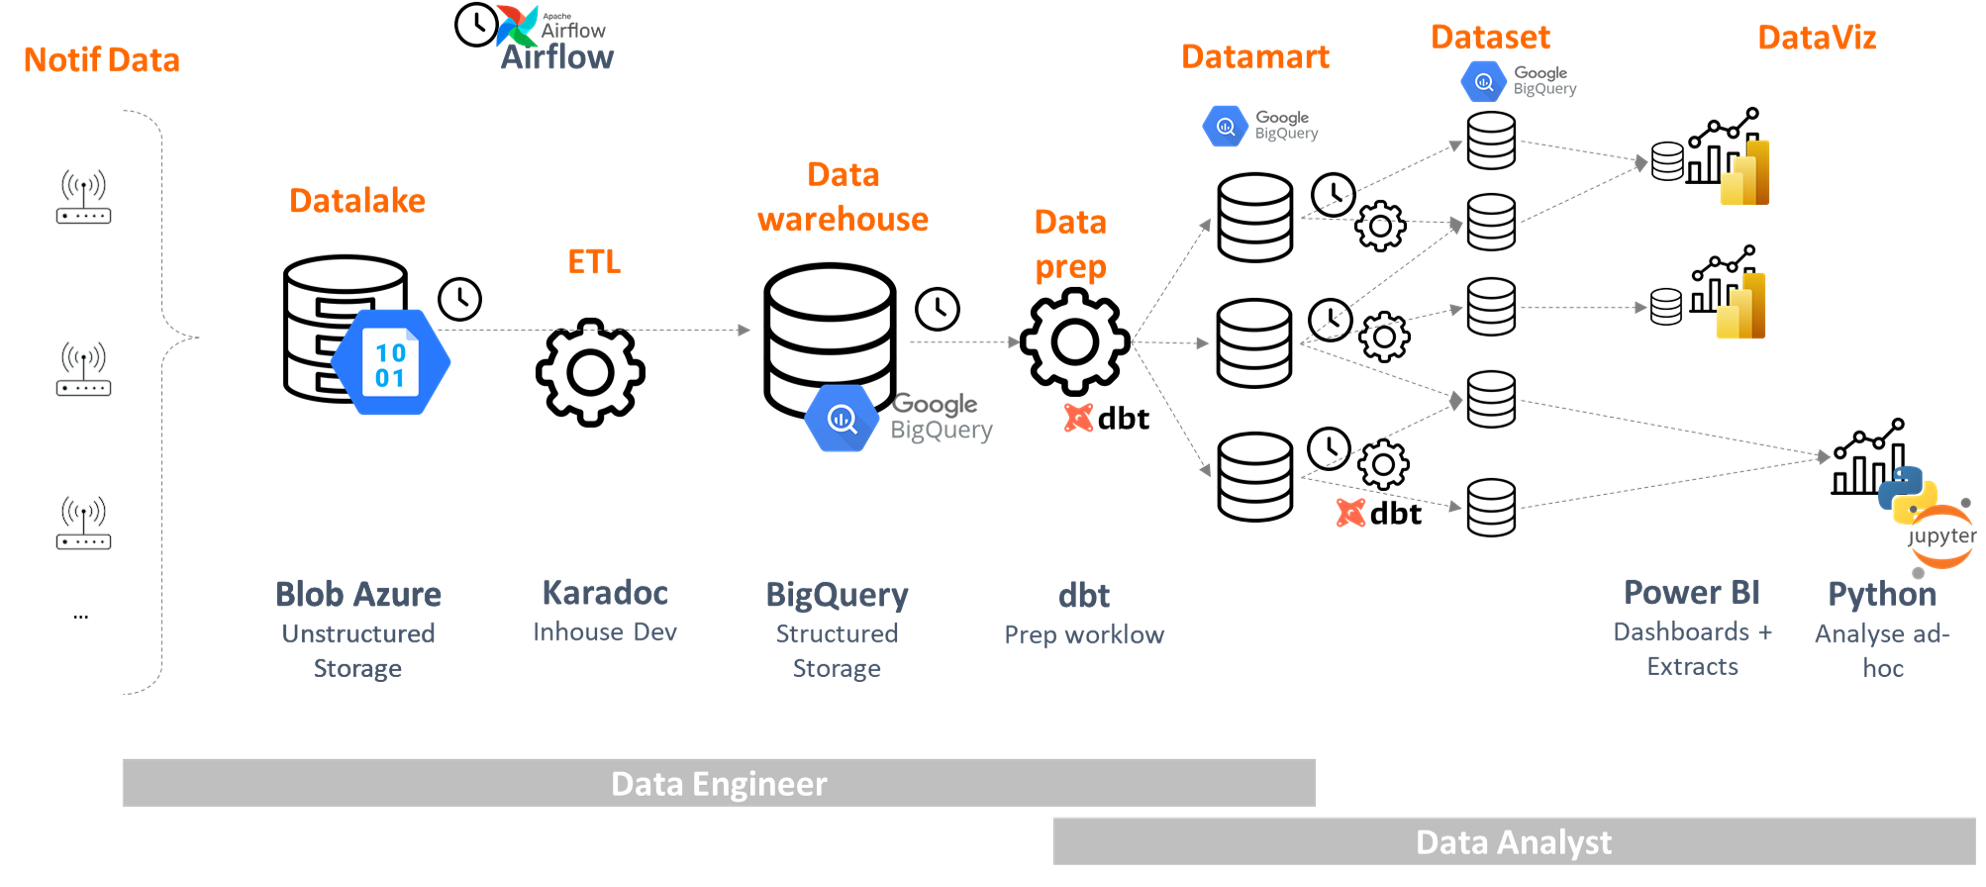 Notif Data
Apache
Airflow
Airflow
Datamart
Google
BigQuery
Dataset
Google
BigQuery
DataViz
Datalake
10
01
ETL
Data
warehouse
Google
BigQuery
Data
prep
dbt
dbt
jupyter
...
Blob Azure
Unstructured
Storage
Karadoc
Inhouse Dev
BigQuery
Structured
Storage
dbt
Prep worklow
Power BI
Dashboards +
Extracts
Python
Analyse ad-
hoc
Data Engineer
Data Analyst